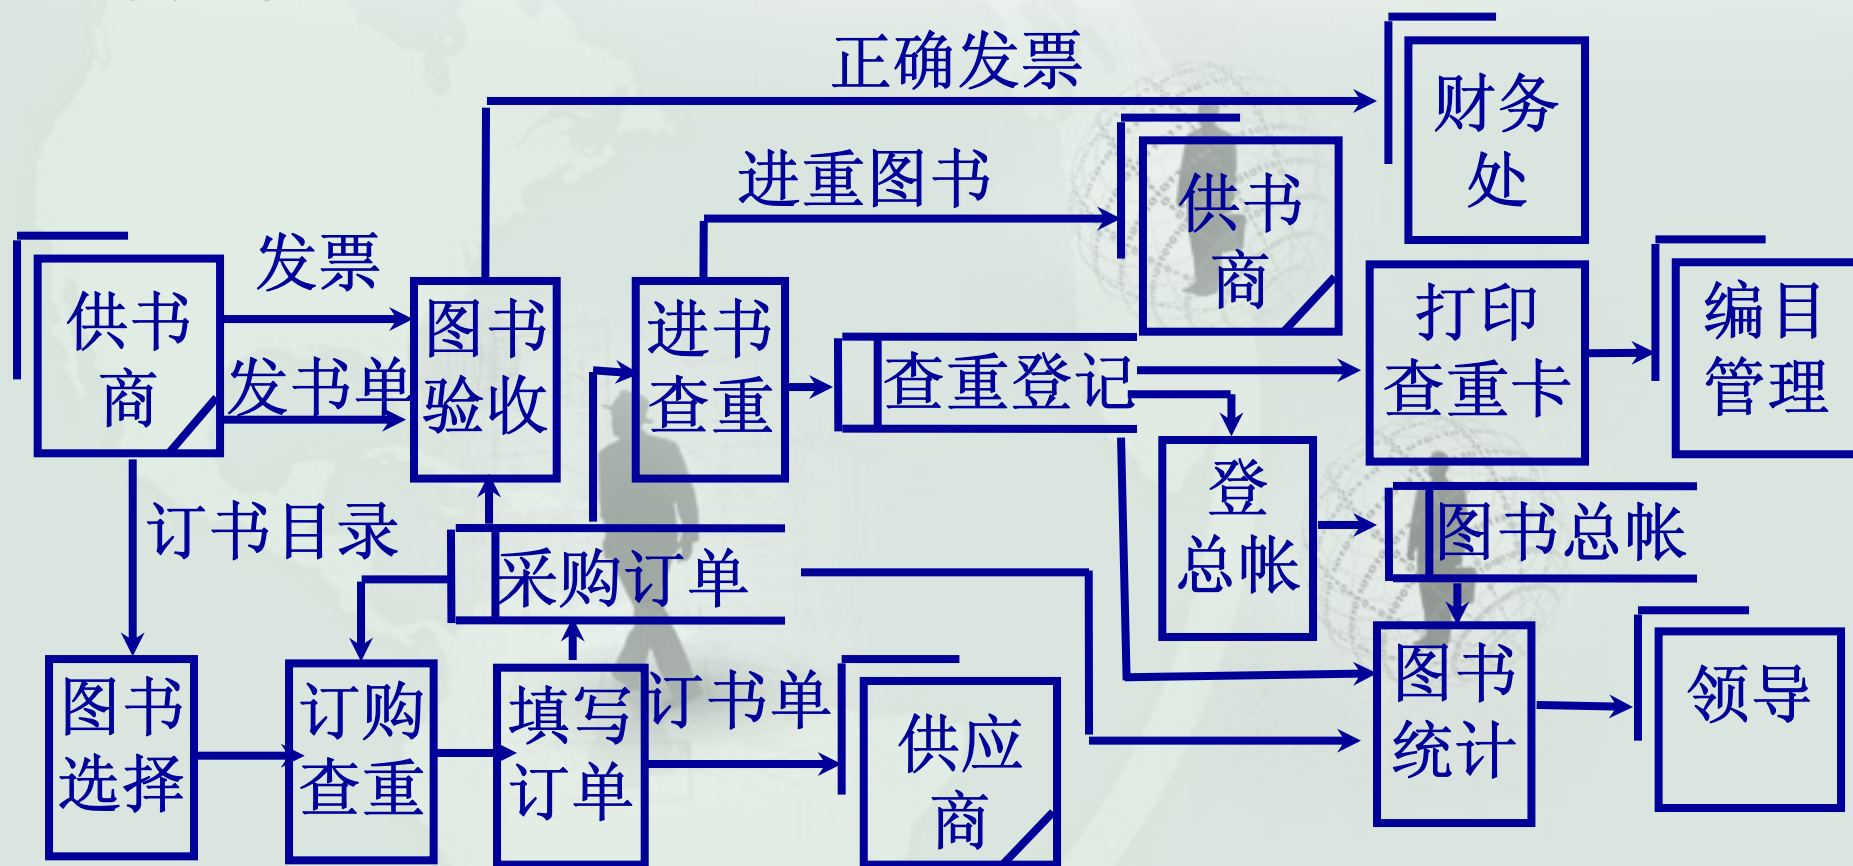 正确发票
财务
处
进重图书
供书
商
发票
供书
商
发书单
图书
验收
进书
查重
查重登记
打印
查重卡
编目
管理
订书目录
采购订单
登
总帐
图书总帐
图书
选择
订购
查重
填写
订单
订书单
供应
商
图书
统计
领导